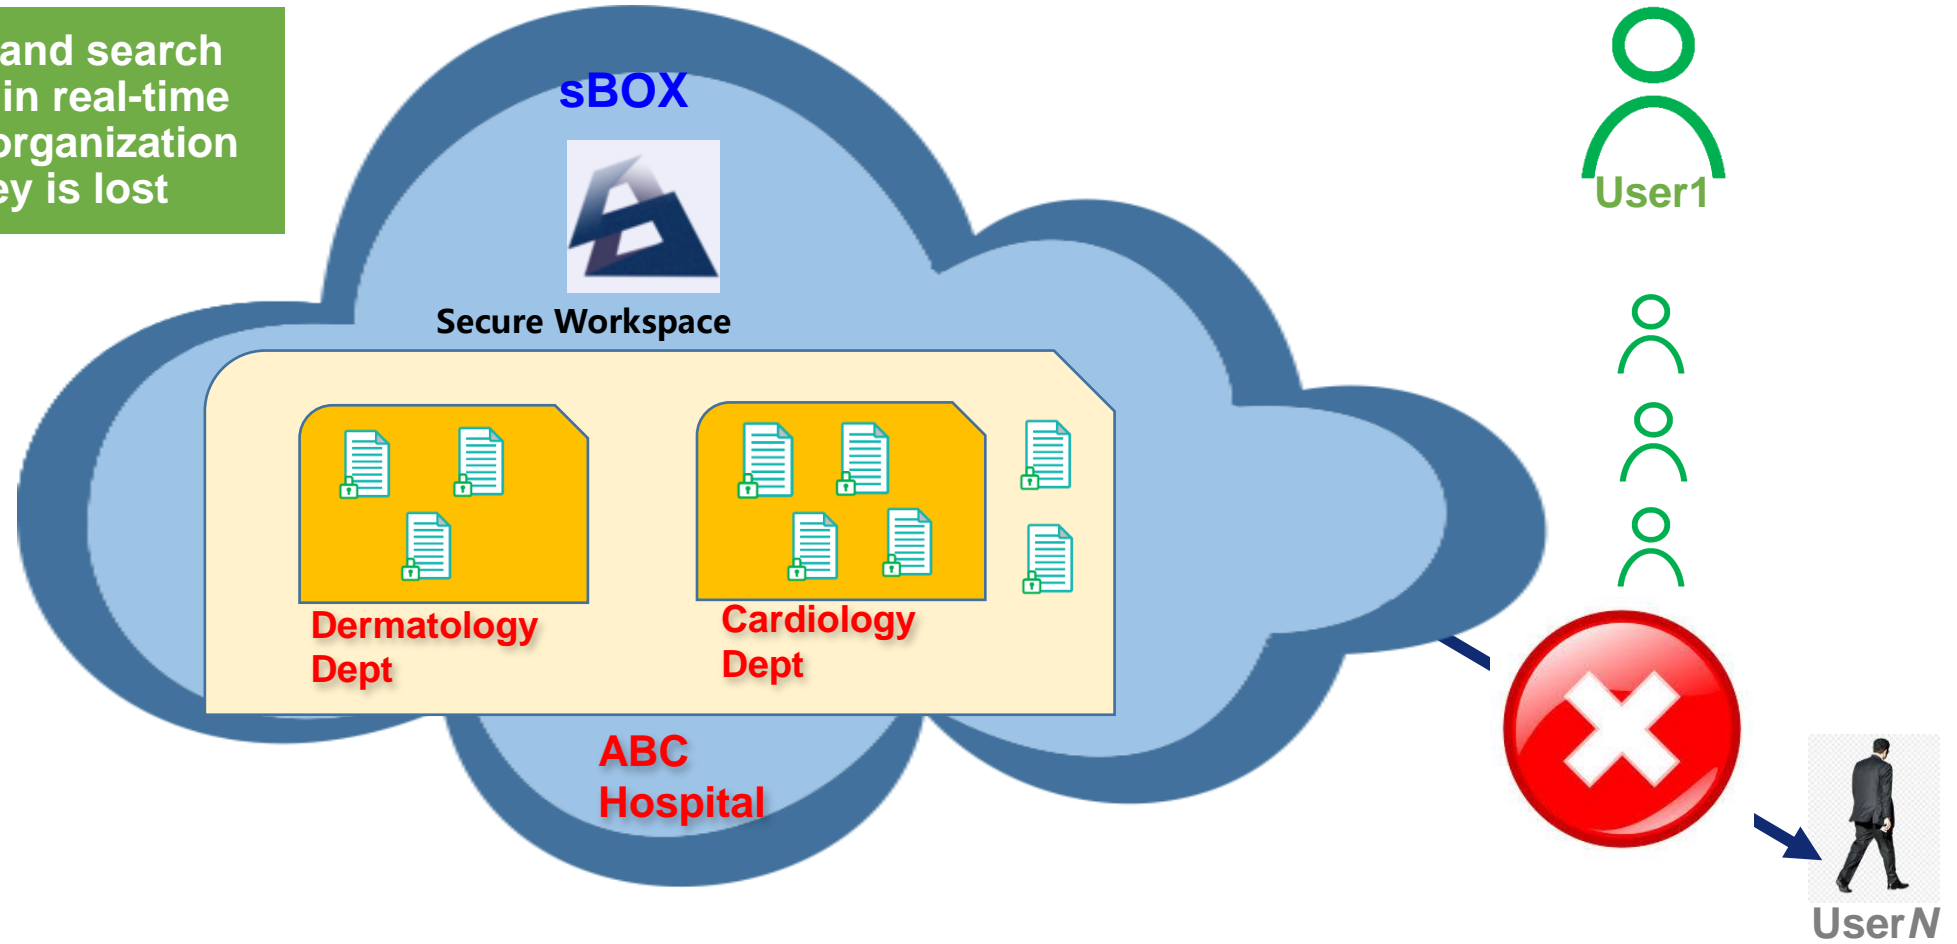 and search
in real-time
organization
ey is lost
sBOX
User1
Secure Workspace
Dermatology
Dept
Cardiology
Dept
ABC
Hospital
UserN